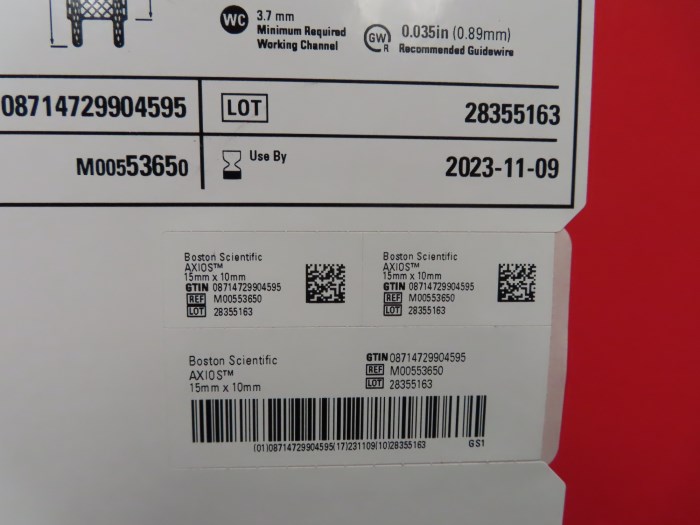 WC 3.7 mm
Minimum Required
Working Channel
GW R 0.035in (0.89mm)
Recommended Guidewire
08714729904595 LOT 28355163
M00553650 Use By 2023-11-09
Boston Scientific
AXIOS™
15mm x 10mm
GTIN 08714729904595
REF M00553650
LOT 28355163
Boston Scientific
AXIOS™
15mm x 10mm
GTIN 08714729904595
REF M00553650
LOT 28355163
Boston Scientific
AXIOS™
15mm x 10mm
GTIN 08714729904595
REF M00553650
LOT 28355163
(01)08714729904595(17)231109(10)28355163 GS1